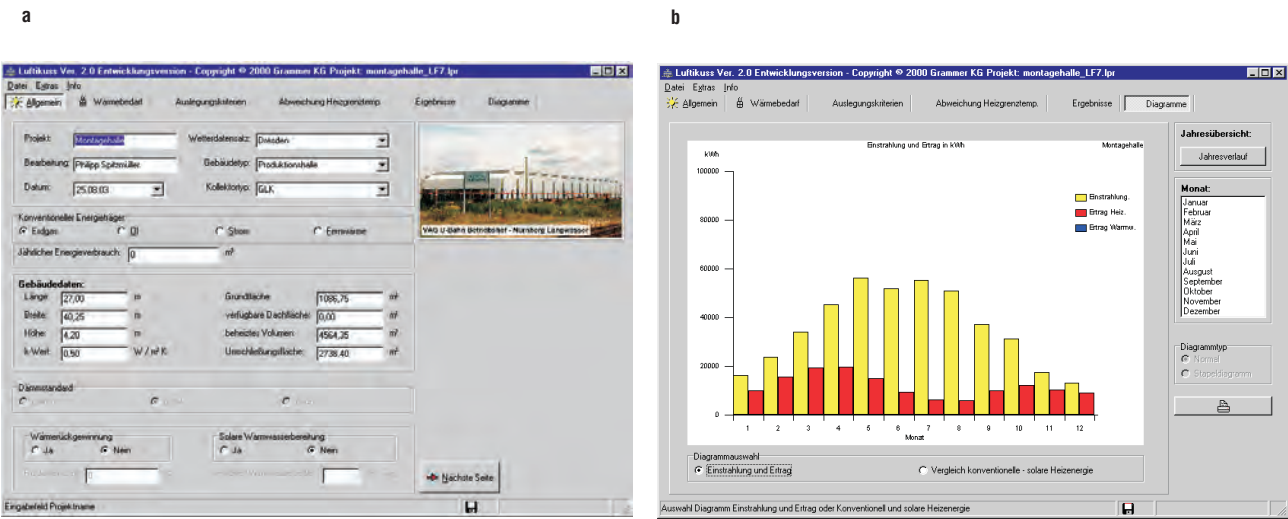 a
Luftikuss Ver. 2.0 Entwicklungsversion - Copyright © 2000 Grammer KG Projekt: montagehalle_LF7.lpr
Datei Extras Info
Allgemein Wärmebedarf Auslegungskriterien Abweichung Heizgrenztemp. Ergebnisse Diagramme
Projekt: Montagehalle Wetterdatensatz: Dresden
Bearbeitung: Philipp Spitzmüller Gebäudetyp: Produktionshalle
Datum: 25.08.03 Kollektortyp: GLK
VAG U-Bahn Betriebshof - Nürnberg Langwasser
Konventioneller Energieträger
Erdgas Öl Strom Fernwärme
Jährlicher Energieverbrauch: 0 m³
Gebäudedaten:
Länge: 27,00 m Grundfläche: 1086,75 m²
Breite: 40,25 m verfügbare Dachfläche: 0,00 m²
Höhe: 4,20 m beheiztes Volumen: 4564,35 m³
k-Wert: 0,50 W / m² K Umschließungsfläche: 2738,40 m²
Dämmstandard
Wärmerückgewinnung Solare Warmwasserbereitung
Ja Nein Ja Nein
0
Nächste Seite
Eingabefeld Projektname
b
Luftikuss Ver. 2.0 Entwicklungsversion - Copyright © 2000 Grammer KG Projekt: montagehalle_LF7.lpr
Datei Extras Info
Allgemein Wärmebedarf Auslegungskriterien Abweichung Heizgrenztemp. Ergebnisse Diagramme
Einstrahlung und Ertrag in kWh Montagehalle
kWh
100000
80000
60000
40000
20000
0
1 2 3 4 5 6 7 8 9 10 11 12
Monat
Einstrahlung.
Ertrag Heiz.
Ertrag Warmw.
Diagrammauswahl
Einstrahlung und Ertrag Vergleich konventionelle - solare Heizenergie
Jahresübersicht:
Jahresverlauf
Monat:
Januar
Februar
März
April
Mai
Juni
Juli
Ausgust
September
Oktober
November
Dezember
Diagrammtyp
Normal
Stapeldiagramm
Auswahl Diagramm Einstrahlung und Ertrag oder Konventionell und solare Heizenergie